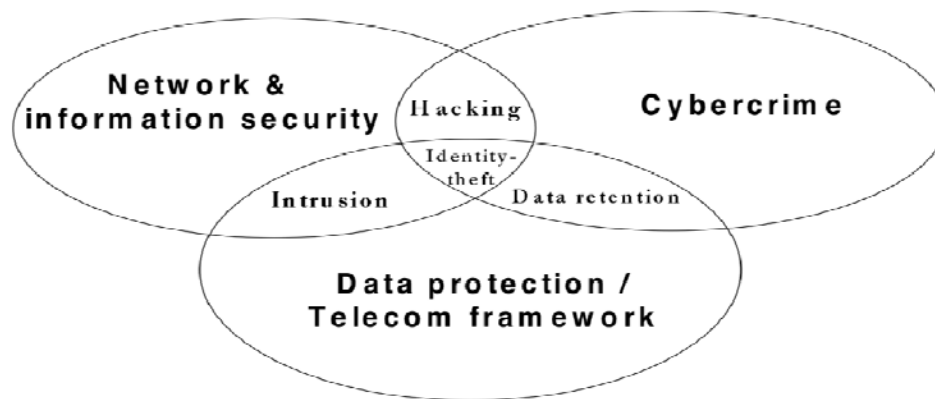 Network &
information security
Cybercrime
Hacking
Identity-
theft
Intrusion
Data retention
Data protection /
Telecom framework